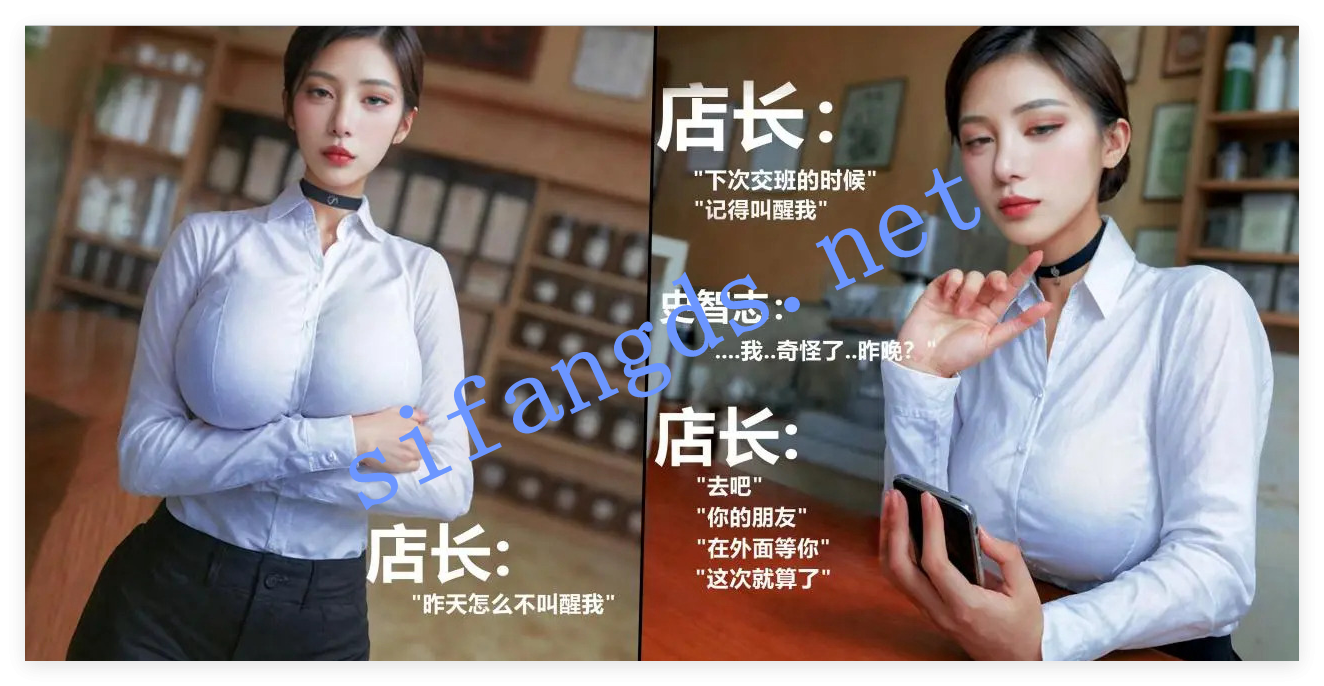 店长:
"昨天怎么不叫醒我"
店长：
"下次交班的时候"
"记得叫醒我"
史智志：
....我..奇怪了..昨晚？"
店长:
"去吧"
"你的朋友"
"在外面等你"
"这次就算了"
sifangds.net